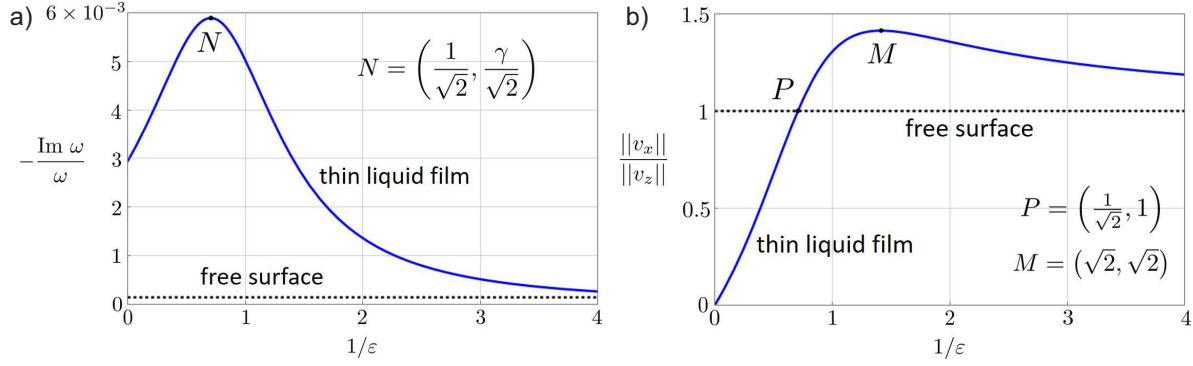 a)
6 × 10⁻³
5
4
3
2
1
0
− Im ω / ω
N
N = (1/√2, γ/√2)
thin liquid film
free surface
0 1 2 3 4
1/ε
b)
1.5
1
0.5
0
||v_x|| / ||v_z||
M
P
free surface
P = (1/√2, 1)
thin liquid film
M = (√2, √2)
0 1 2 3 4
1/ε